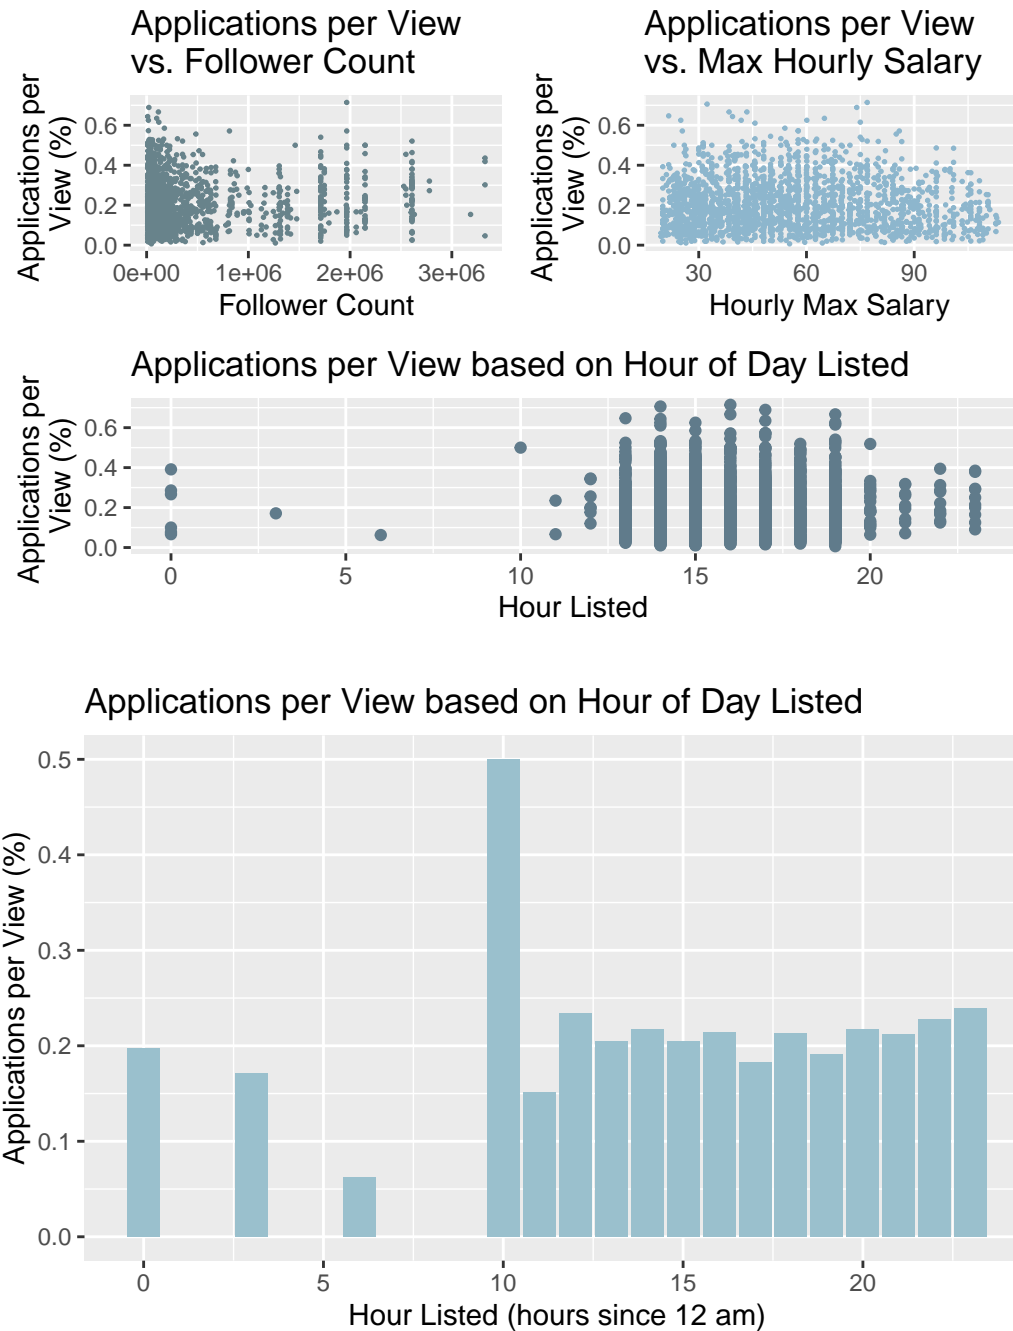 Applications per View
vs. Follower Count
Applications per
View (%)
0.6
0.4
0.2
0.0
0e+00 1e+06 2e+06 3e+06
Follower Count
Applications per View
vs. Max Hourly Salary
Applications per
View (%)
0.6
0.4
0.2
0.0
30 60 90
Hourly Max Salary
Applications per View based on Hour of Day Listed
Applications per
View (%)
0.6
0.4
0.2
0.0
0 5 10 15 20
Hour Listed
Applications per View based on Hour of Day Listed
Applications per View (%)
0.5
0.4
0.3
0.2
0.1
0.0
0 5 10 15 20
Hour Listed (hours since 12 am)